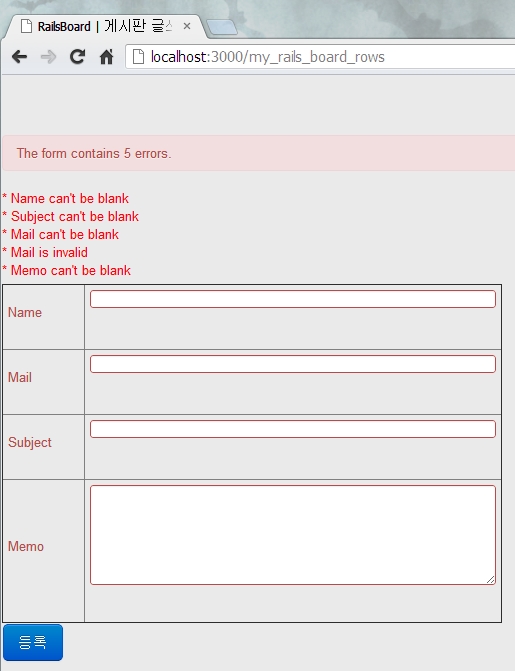 RailsBoard | 게시판 글
localhost:3000/my_rails_board_rows
The form contains 5 errors.
* Name can't be blank
* Subject can't be blank
* Mail can't be blank
* Mail is invalid
* Memo can't be blank
Name
Mail
Subject
Memo
등록